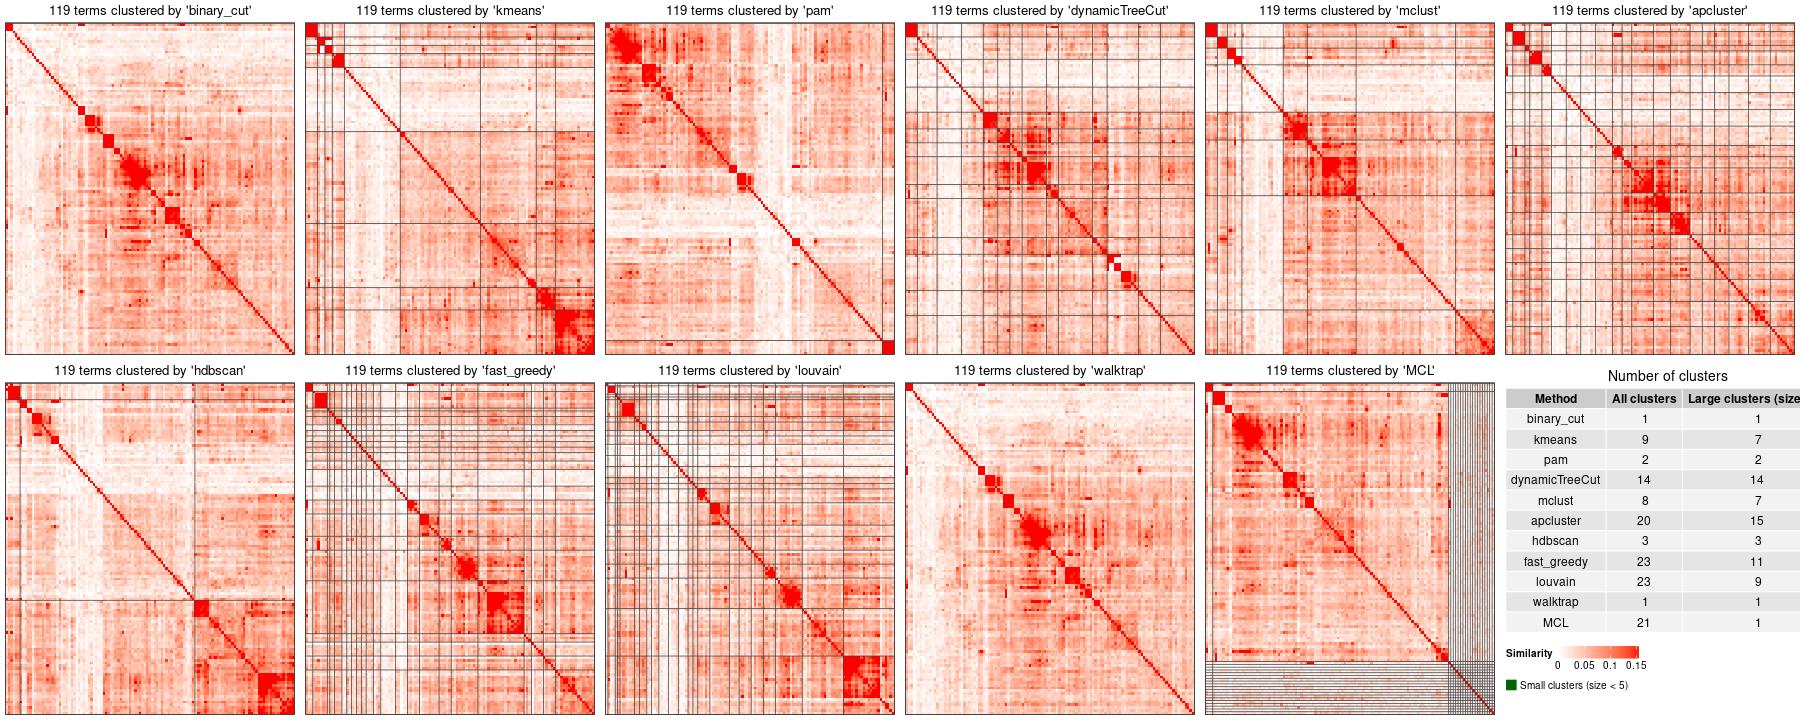 119 terms clustered by 'binary_cut'
119 terms clustered by 'kmeans'
119 terms clustered by 'pam'
119 terms clustered by 'dynamicTreeCut'
119 terms clustered by 'mclust'
119 terms clustered by 'apcluster'
119 terms clustered by 'hdbscan'
119 terms clustered by 'fast_greedy'
119 terms clustered by 'louvain'
119 terms clustered by 'walktrap'
119 terms clustered by 'MCL'
Number of clusters
Method All clusters Large clusters (size
binary_cut 1 1
kmeans 9 7
pam 2 2
dynamicTreeCut 14 14
mclust 8 7
apcluster 20 15
hdbscan 3 3
fast_greedy 23 11
louvain 23 9
walktrap 1 1
MCL 21 1
Similarity
0 0.05 0.1 0.15
Small clusters (size < 5)